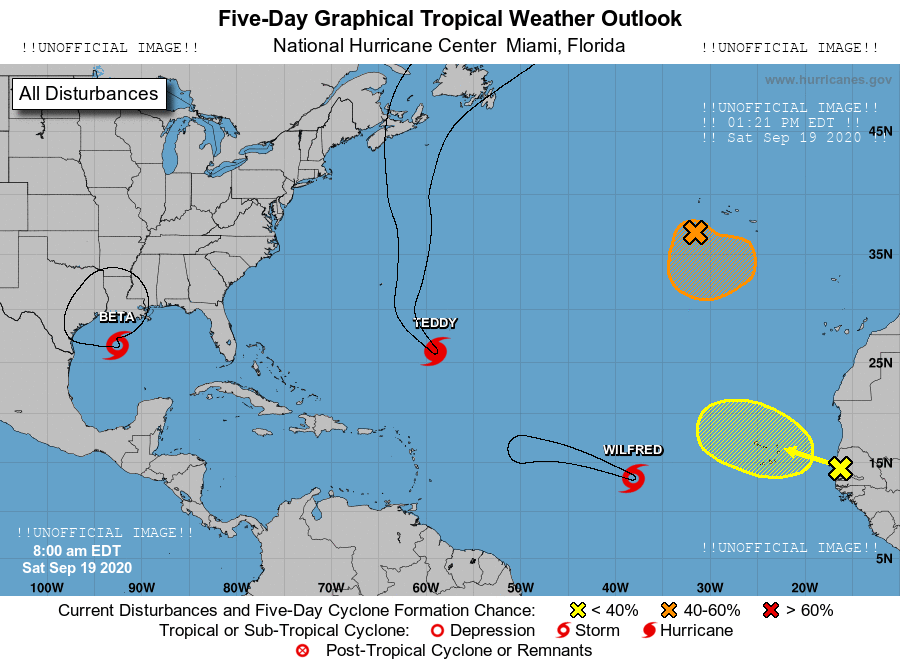 Five-Day Graphical Tropical Weather Outlook
!!UNOFFICIAL IMAGE!! National Hurricane Center Miami, Florida !!UNOFFICIAL IMAGE!!
www.hurricanes.gov
All Disturbances
!!UNOFFICIAL IMAGE!!
!! 01:21 PM EDT !!
!! Sat Sep 19 2020 !!
45N
35N
BETA
TEDDY
25N
WILFRED
15N
!!UNOFFICIAL IMAGE!!
8:00 am EDT
!!UNOFFICIAL IMAGE!!
5N
Sat Sep 19 2020
100W 90W 80W 70W 60W 50W 40W 30W 20W
Current Disturbances and Five-Day Cyclone Formation Chance: < 40% 40-60% > 60%
Tropical or Sub-Tropical Cyclone: Depression Storm Hurricane
Post-Tropical Cyclone or Remnants